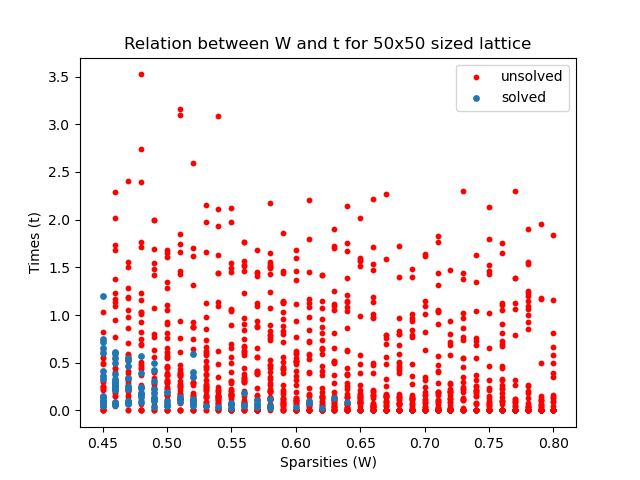 Relation between W and t for 50x50 sized lattice
unsolved
solved
Times (t)
3.5
3.0
2.5
2.0
1.5
1.0
0.5
0.0
0.45 0.50 0.55 0.60 0.65 0.70 0.75 0.80
Sparsities (W)